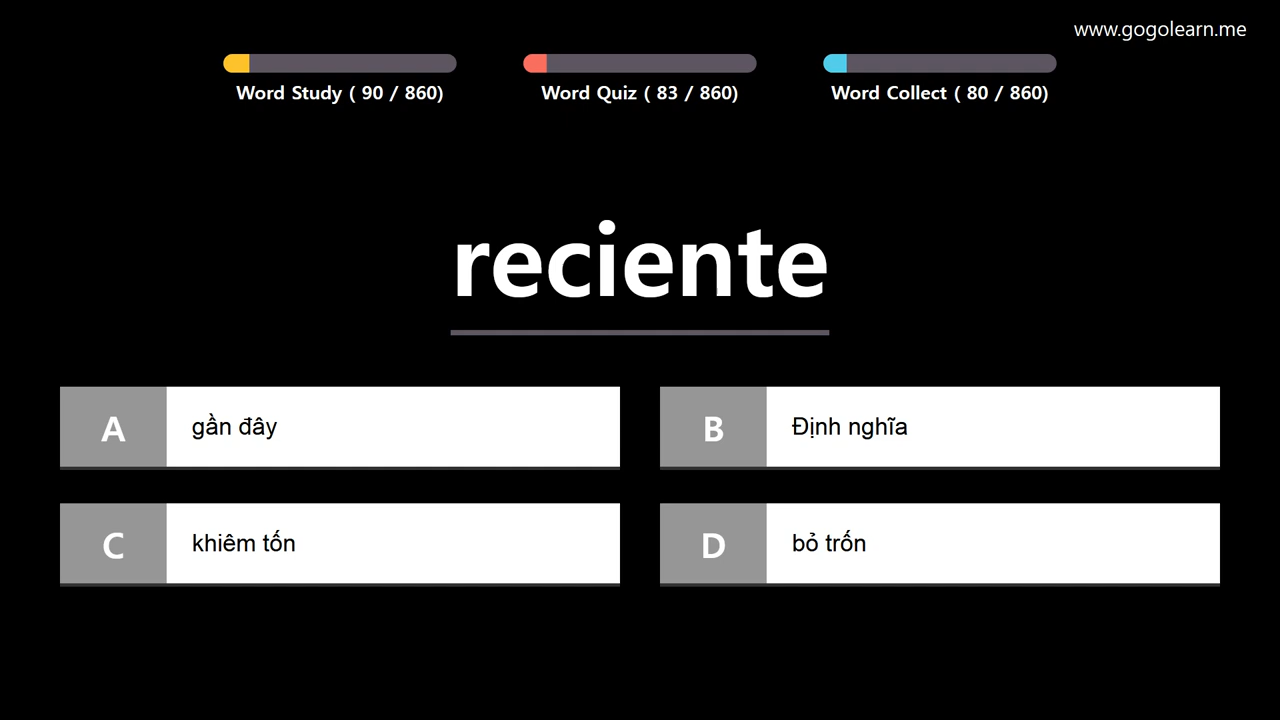 www.gogolearn.me
Word Study ( 90 / 860)
Word Quiz ( 83 / 860)
Word Collect ( 80 / 860)
reciente
A gần đây
B Định nghĩa
C khiêm tốn
D bỏ trốn